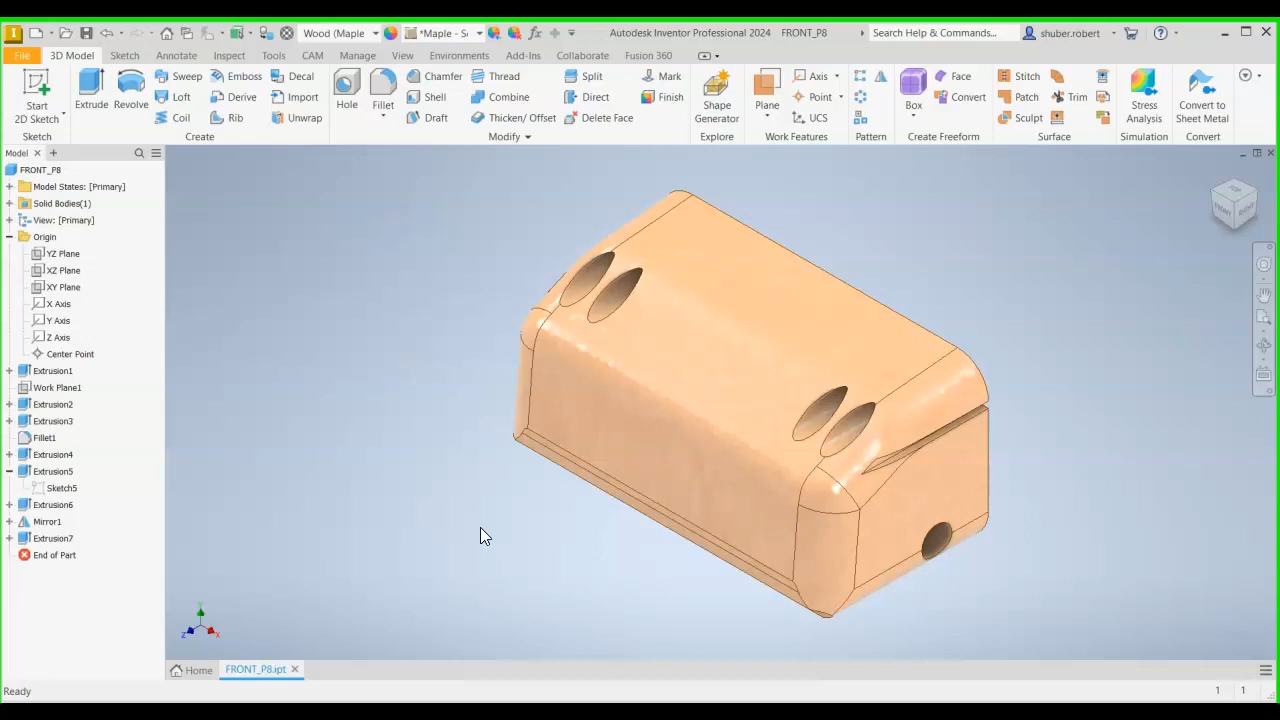 Wood (Maple
*Maple - S
Autodesk Inventor Professional 2024 FRONT_P8
Search Help & Commands...
shuber.robert
File 3D Model Sketch Annotate Inspect Tools CAM Manage View Environments Add-Ins Collaborate Fusion 360
Start
2D Sketch
Extrude Revolve
Sweep Emboss Decal
Loft Derive Import
Coil Rib Unwrap
Hole Fillet
Chamfer Thread Split Mark
Shell Combine Direct Finish
Draft Thicken/ Offset Delete Face
Shape
Generator
Plane
Axis
Point
UCS
Box
Face
Convert
Stitch
Patch Trim
Sculpt
Stress
Analysis
Convert to
Sheet Metal
Sketch Create Modify Explore Work Features Pattern Create Freeform Surface Simulation Convert
Model
FRONT_P8
Model States: [Primary]
Solid Bodies(1)
View: [Primary]
Origin
YZ Plane
XZ Plane
XY Plane
X Axis
Y Axis
Z Axis
Center Point
Extrusion1
Work Plane1
Extrusion2
Extrusion3
Fillet1
Extrusion4
Extrusion5
Sketch5
Extrusion6
Mirror1
Extrusion7
End of Part
Home FRONT_P8.ipt
Ready
1 1